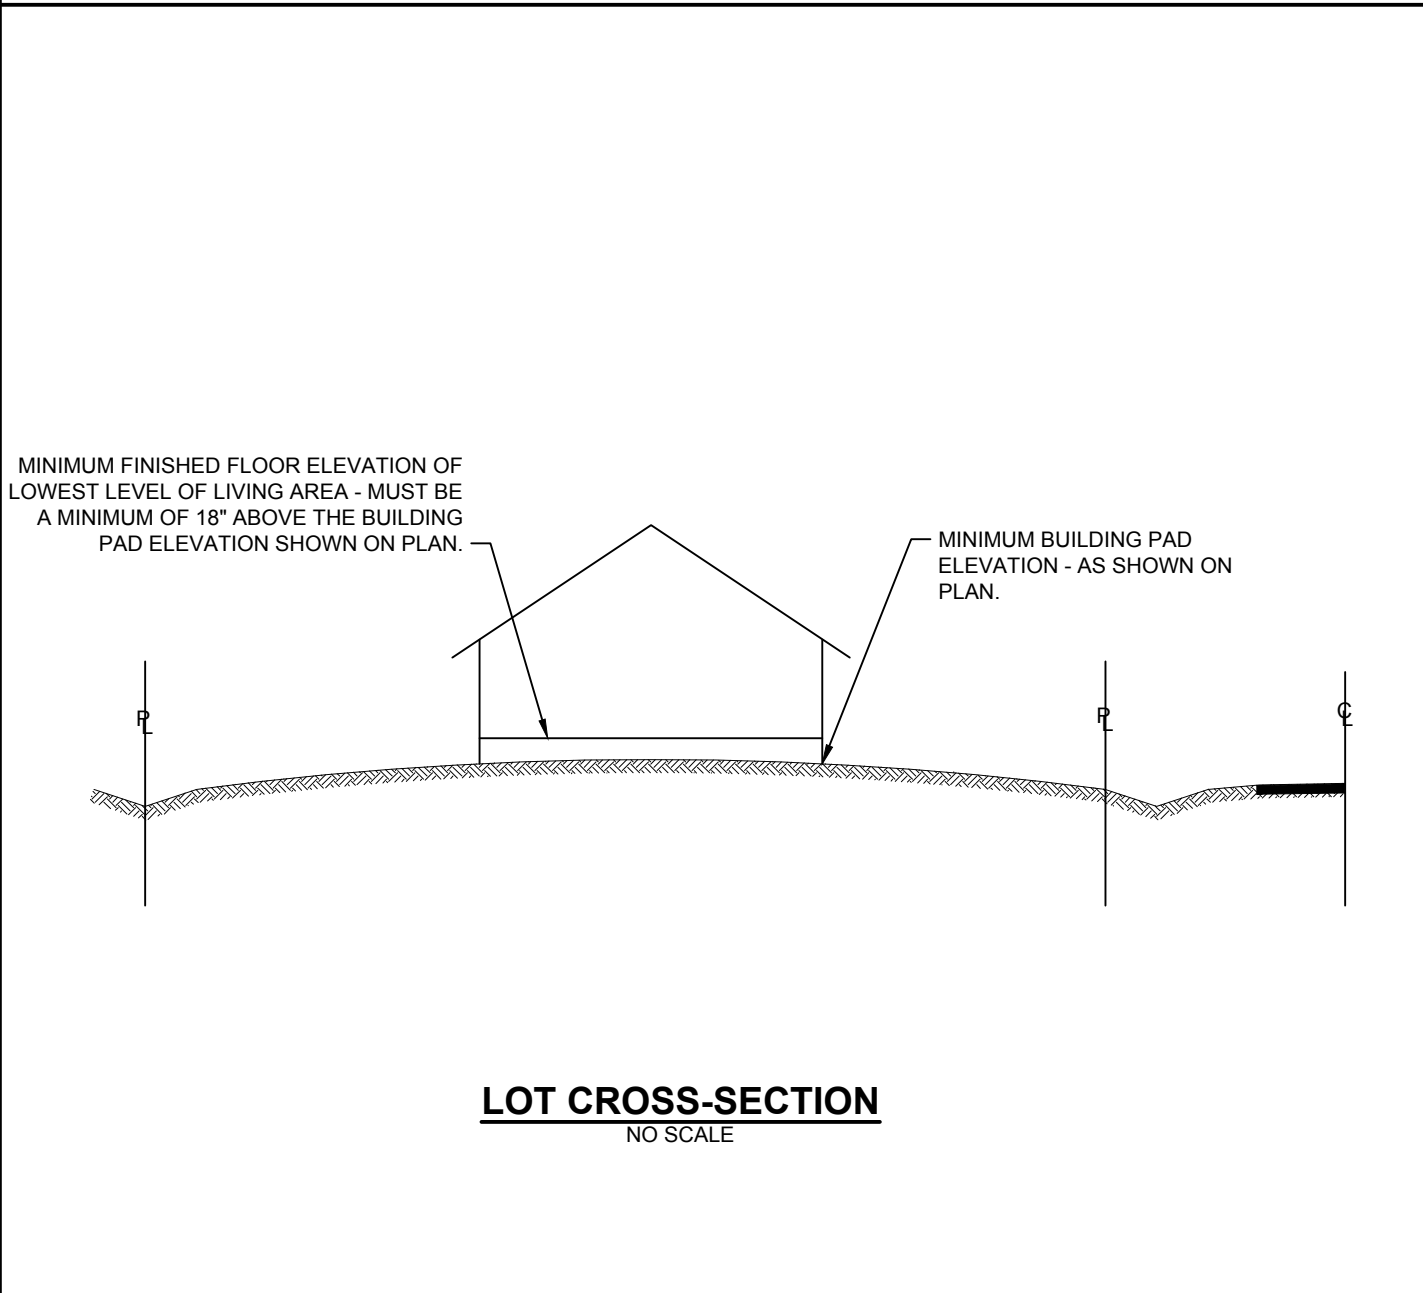 MINIMUM FINISHED FLOOR ELEVATION OF
LOWEST LEVEL OF LIVING AREA - MUST BE
A MINIMUM OF 18" ABOVE THE BUILDING
PAD ELEVATION SHOWN ON PLAN.
MINIMUM BUILDING PAD
ELEVATION - AS SHOWN ON
PLAN.
PL
PL
CL
LOT CROSS-SECTION
NO SCALE